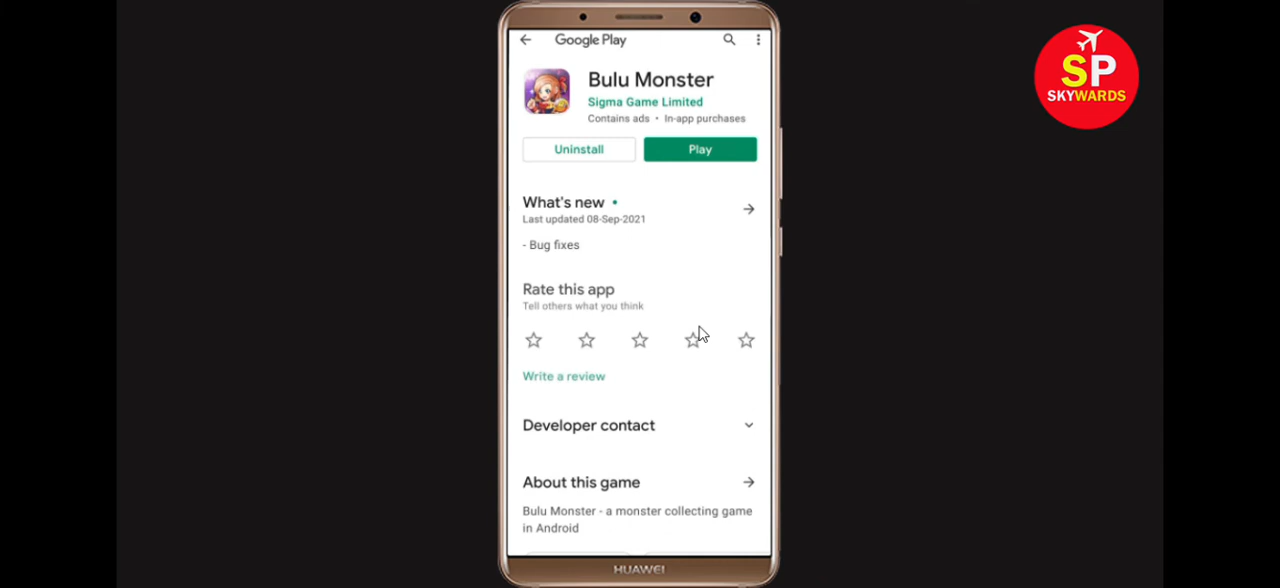 Google Play
Bulu Monster
Sigma Game Limited
Contains ads • In-app purchases
Uninstall
Play
What's new •
Last updated 08-Sep-2021
- Bug fixes
Rate this app
Tell others what you think
Write a review
Developer contact
About this game
Bulu Monster - a monster collecting game
in Android
HUAWEI
SP
SKYWARDS